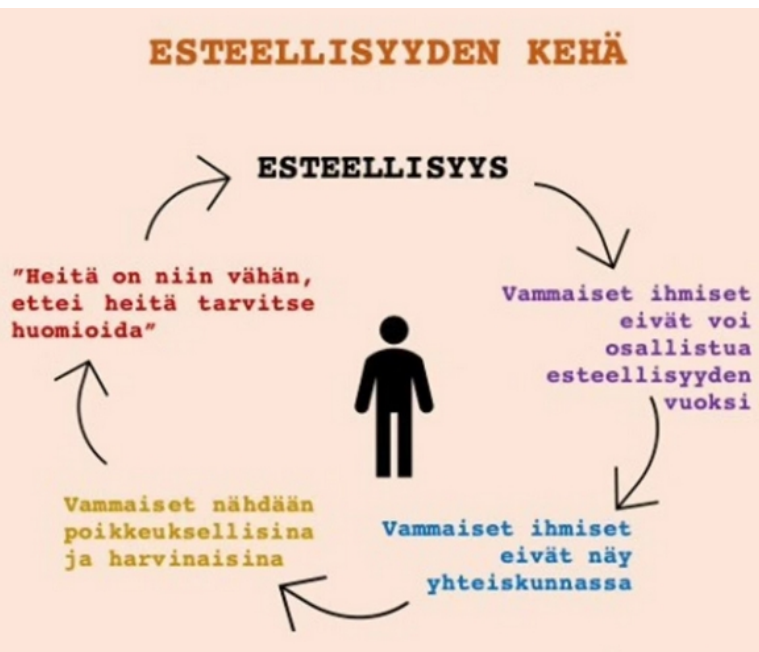 ESTEELLISYYDEN KEHÄ
ESTEELLISYYS
Vammaiset ihmiset
eivät voi
osallistua
esteellisyyden
vuoksi
Vammaiset ihmiset
eivät näy
yhteiskunnassa
Vammaiset nähdään
poikkeuksellisina
ja harvinaisina
"Heitä on niin vähän,
ettei heitä tarvitse
huomioida"